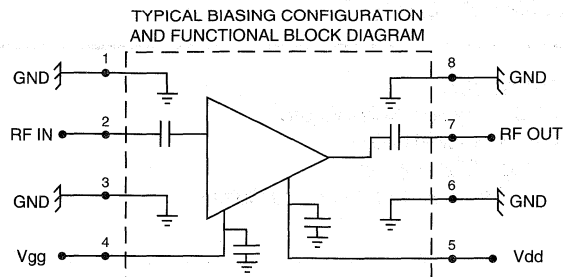 TYPICAL BIASING CONFIGURATION
AND FUNCTIONAL BLOCK DIAGRAM
GND 1 8 GND
RF IN 2 7 RF OUT
GND 3 6 GND
Vgg 4 5 Vdd